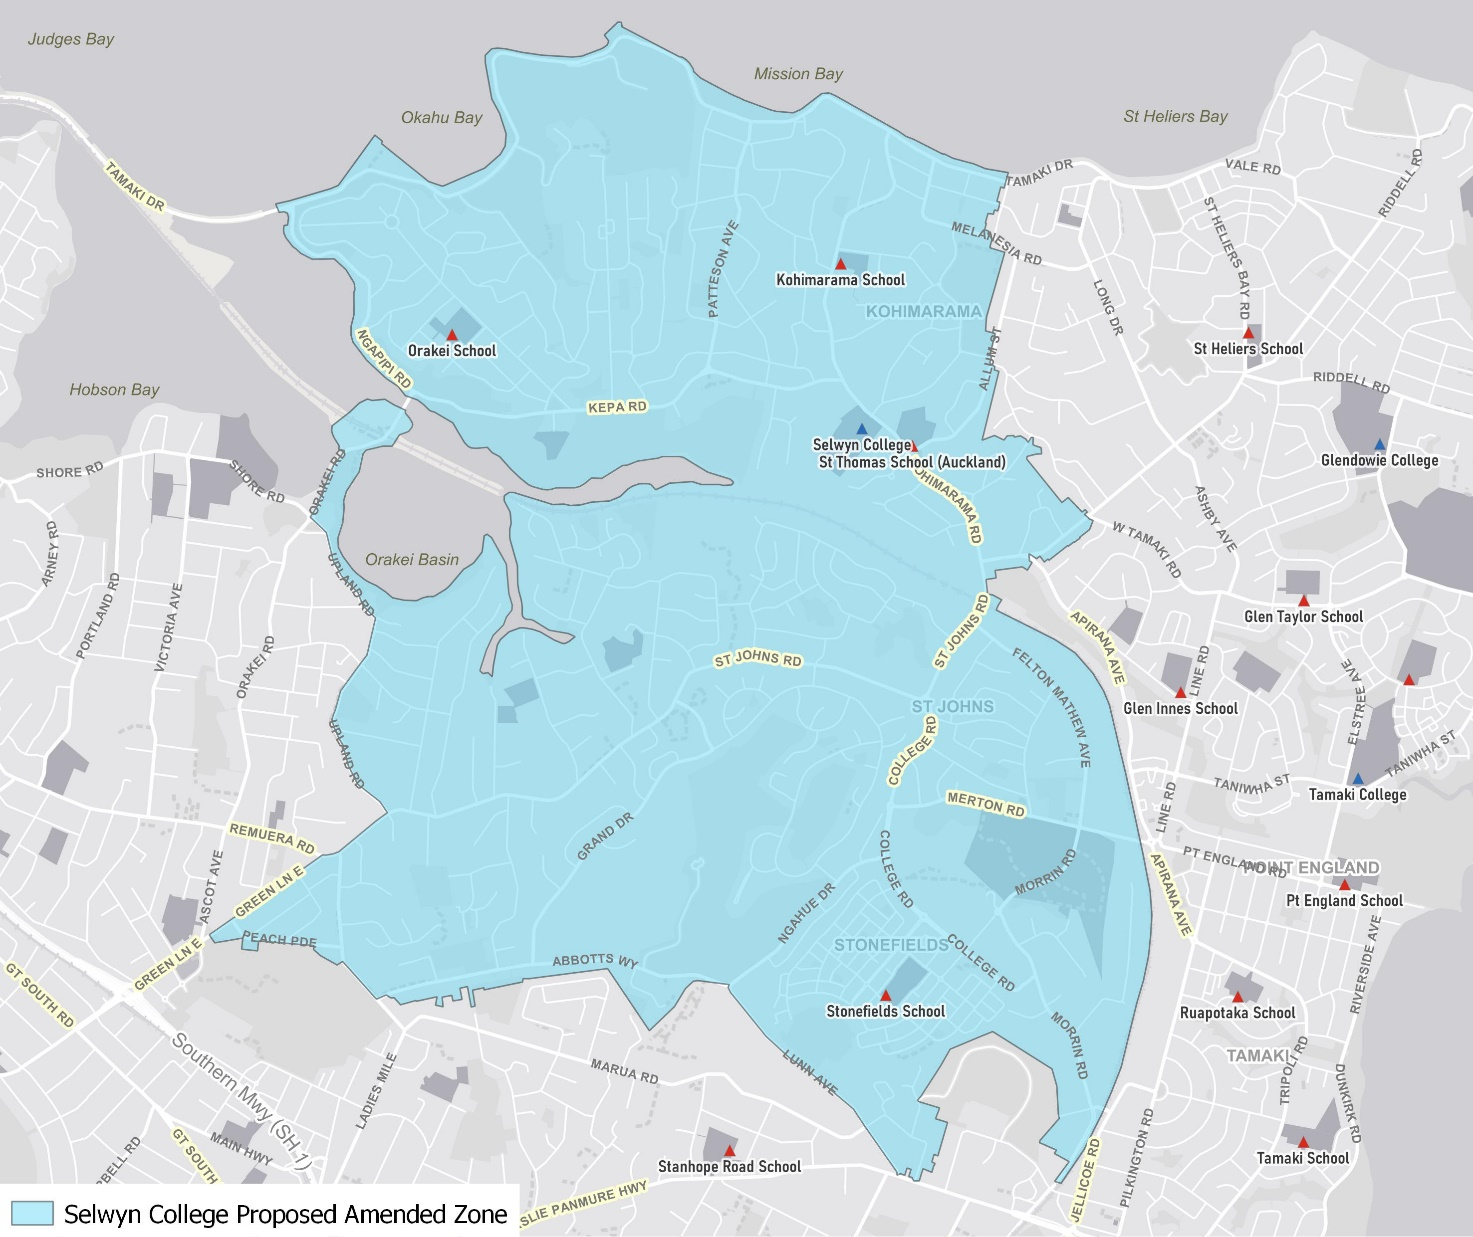 Judges Bay
Mission Bay
Okahu Bay
St Heliers Bay
TAMAKI DR
TAMAKI DR
VALE RD
RIDDELL RD
ST HELIERS BAY RD
MELANESIA RD
PATTESON AVE
Kohimarama School
KOHIMARAMA
LONG DR
Orakei School
NGAPIPI RD
ALLUM ST
St Heliers School
RIDDELL RD
Hobson Bay
KEPA RD
Selwyn College
St Thomas School (Auckland)
Glendowie College
SHORE RD
SHORE RD
ORAKEI RD
OHIMARAMA RD
ASHBY AVE
W TAMAKI RD
ARNEY RD
Orakei Basin
UPLAND RD
PORTLAND RD
VICTORIA AVE
ORAKEI RD
ST JOHNS RD
ST JOHNS RD
APIRANA AVE
Glen Taylor School
FELTON MATHEW AVE
LINE RD
Glen Innes School
ELSTREE AVE
ST JOHNS
COLLEGE RD
UPLAND RD
TANIWHA ST
TANIWHA ST
Tamaki College
MERTON RD
LINE RD
REMUERA RD
GRAND DR
COLLEGE RD
MORRIN RD
PT ENGLAND RD
POINT ENGLAND
Pt England School
APIRANA AVE
ASCOT AVE
GREEN LN E
NGAHUE DR
PEACH PDE
GREEN LN E
ABBOTTS WY
STONEFIELDS
COLLEGE RD
GT SOUTH RD
Stonefields School
RIVERSIDE AVE
Ruapotaka School
Southern Mwy (SH 1)
LADIES MILE
MARUA RD
LUNN AVE
MORRIN RD
TAMAKI
TRIPOLI RD
DUNKIRK RD
MAIN HWY
GT SOUTH
PBELL RD
Stanhope Road School
Tamaki School
SLIE PANMURE HWY
JELLICOE RD
PILKINGTON RD
Selwyn College Proposed Amended Zone